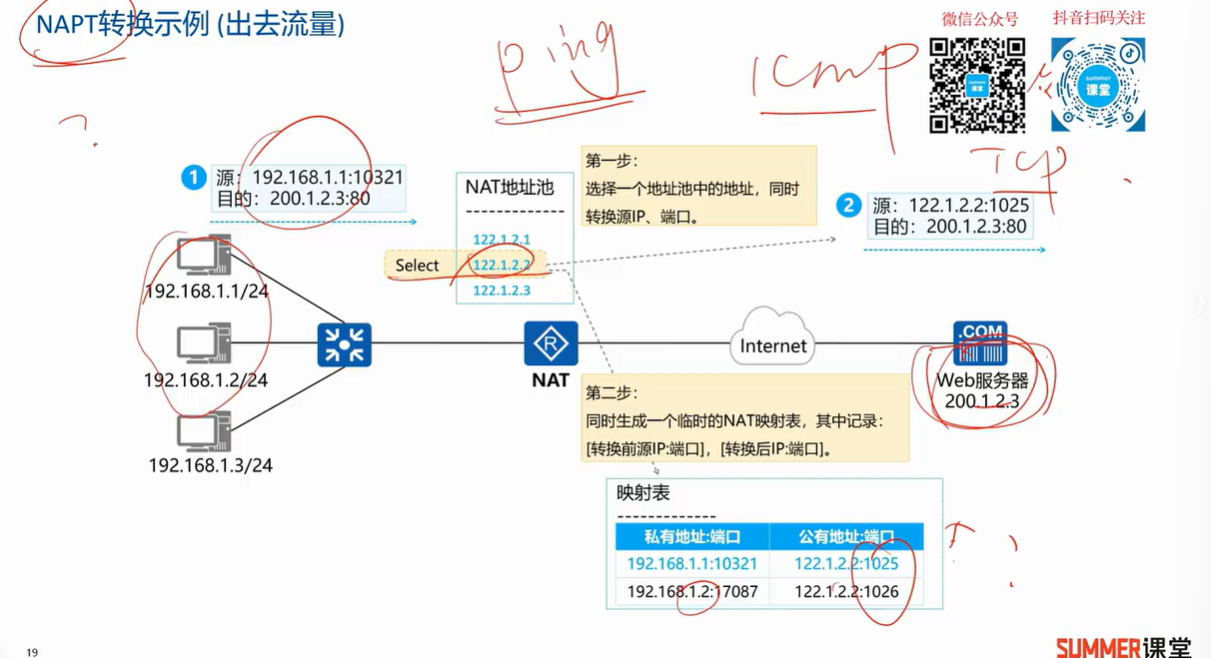 NAPT转换示例 (出去流量)
ping
ICmp
TCP
微信公众号
抖音扫码关注
summer
课堂
summer
课堂
1
源：192.168.1.1:10321
目的：200.1.2.3:80
NAT地址池
122.1.2.1
Select
122.1.2.2
122.1.2.3
第一步：
选择一个地址池中的地址，同时
转换源IP、端口。
2
源：122.1.2.2:1025
目的：200.1.2.3:80
192.168.1.1/24
192.168.1.2/24
192.168.1.3/24
R
NAT
Internet
.COM
Web服务器
200.1.2.3
第二步：
同时生成一个临时的NAT映射表，其中记录：
[转换前源IP:端口]，[转换后IP:端口]。
映射表
私有地址:端口 公有地址:端口
192.168.1.1:10321 122.1.2.2:1025
192.168.1.2:17087 122.1.2.2:1026
19
SUMMER课堂